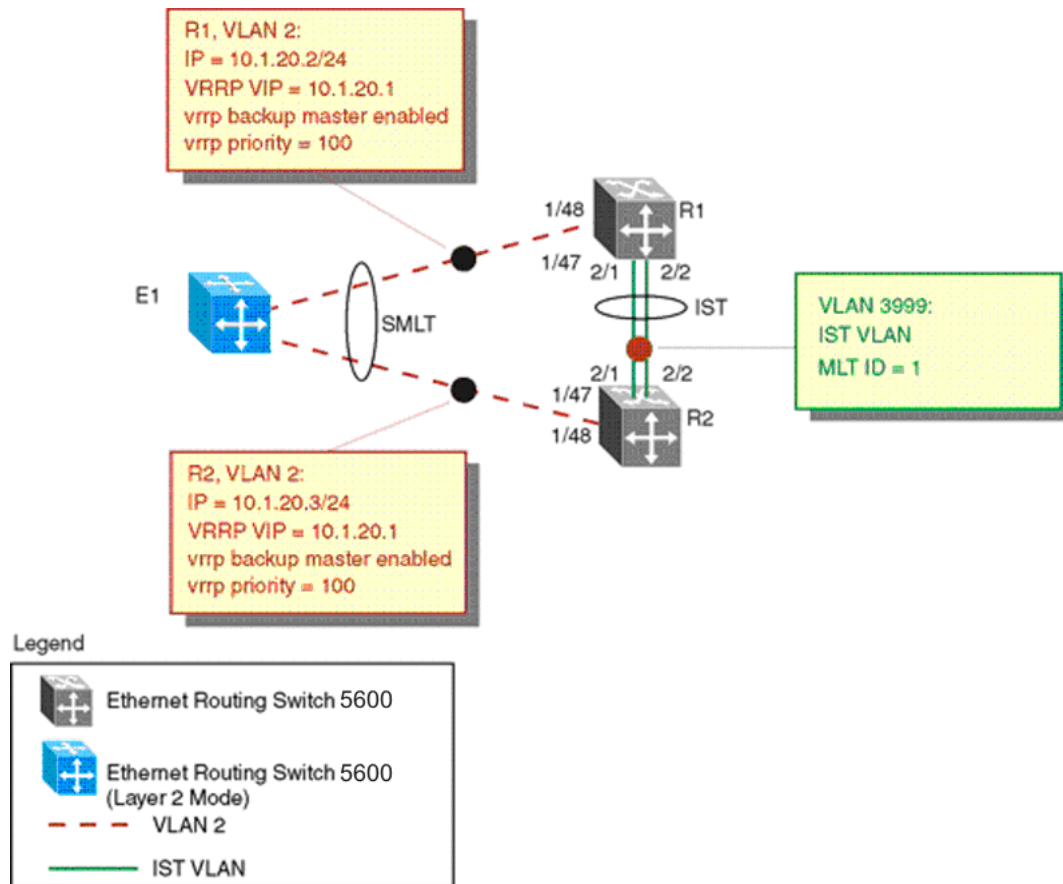 R1, VLAN 2:
IP = 10.1.20.2/24
VRRP VIP = 10.1.20.1
vrrp backup master enabled
vrrp priority = 100
1/48
R1
1/47
2/1
2/2
E1
SMLT
IST
VLAN 3999:
IST VLAN
MLT ID = 1
2/1
2/2
1/47
R2
1/48
R2, VLAN 2:
IP = 10.1.20.3/24
VRRP VIP = 10.1.20.1
vrrp backup master enabled
vrrp priority = 100
Legend
Ethernet Routing Switch 5600
Ethernet Routing Switch 5600
(Layer 2 Mode)
VLAN 2
IST VLAN